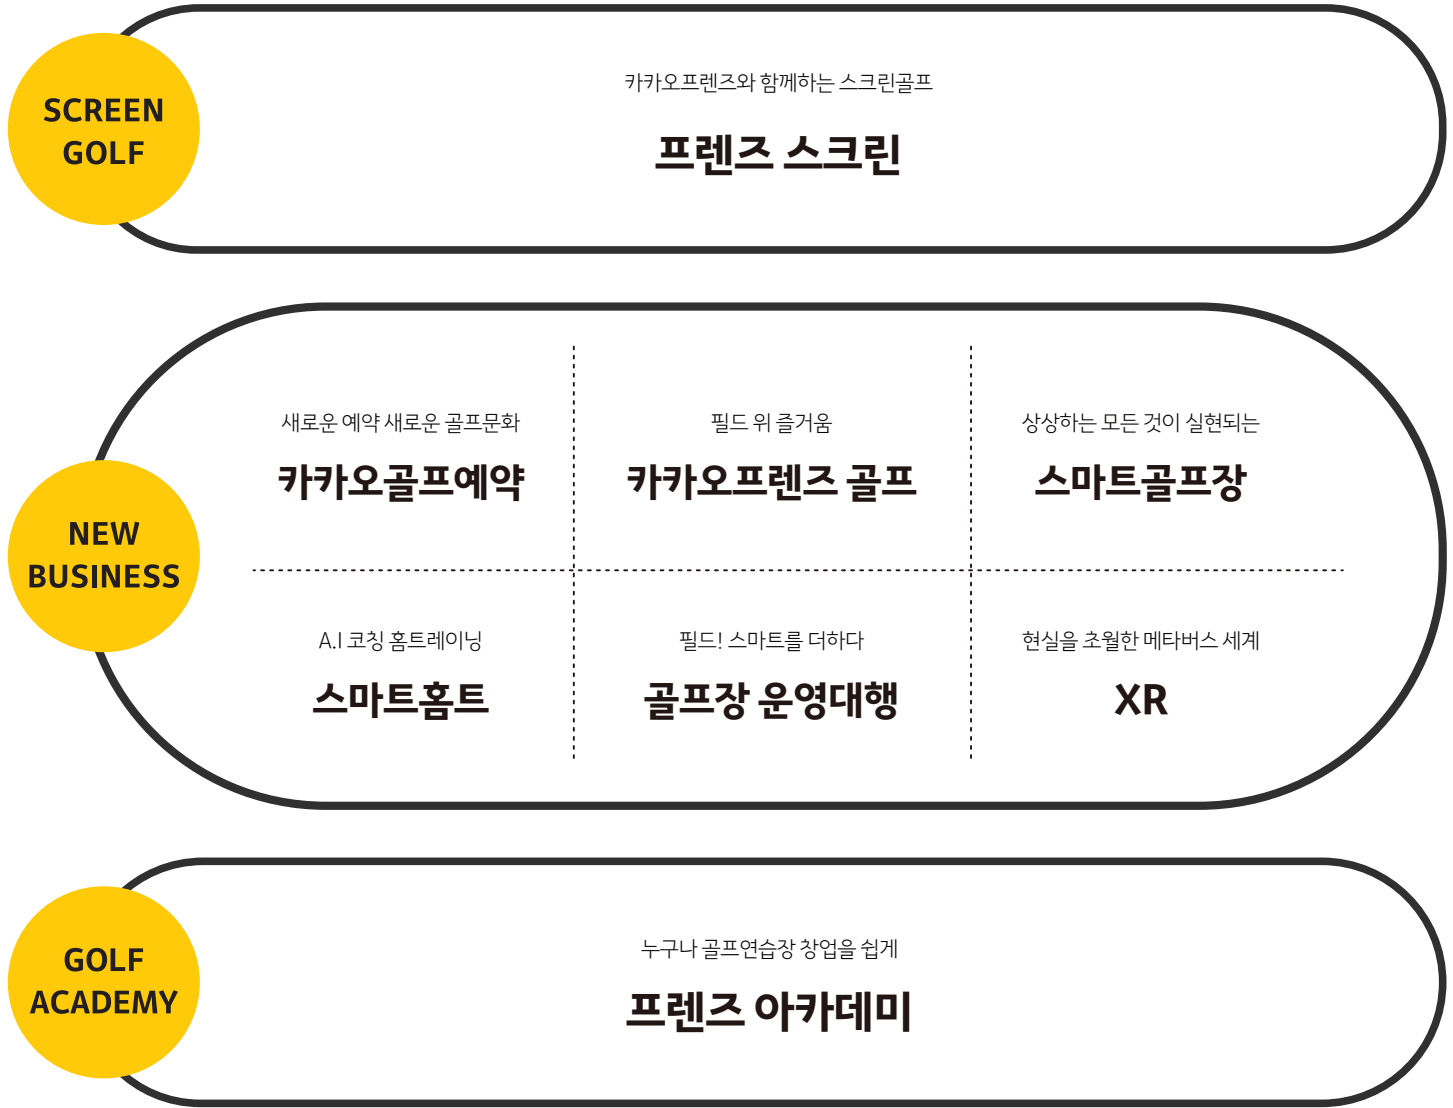 SCREEN
GOLF
카카오프렌즈와 함께하는 스크린골프
프렌즈 스크린
NEW
BUSINESS
새로운 예약 새로운 골프문화
카카오골프예약
필드 위 즐거움
카카오프렌즈 골프
상상하는 모든 것이 실현되는
스마트골프장
A.I 코칭 홈트레이닝
스마트홈트
필드! 스마트를 더하다
골프장 운영대행
현실을 초월한 메타버스 세계
XR
GOLF
ACADEMY
누구나 골프연습장 창업을 쉽게
프렌즈 아카데미